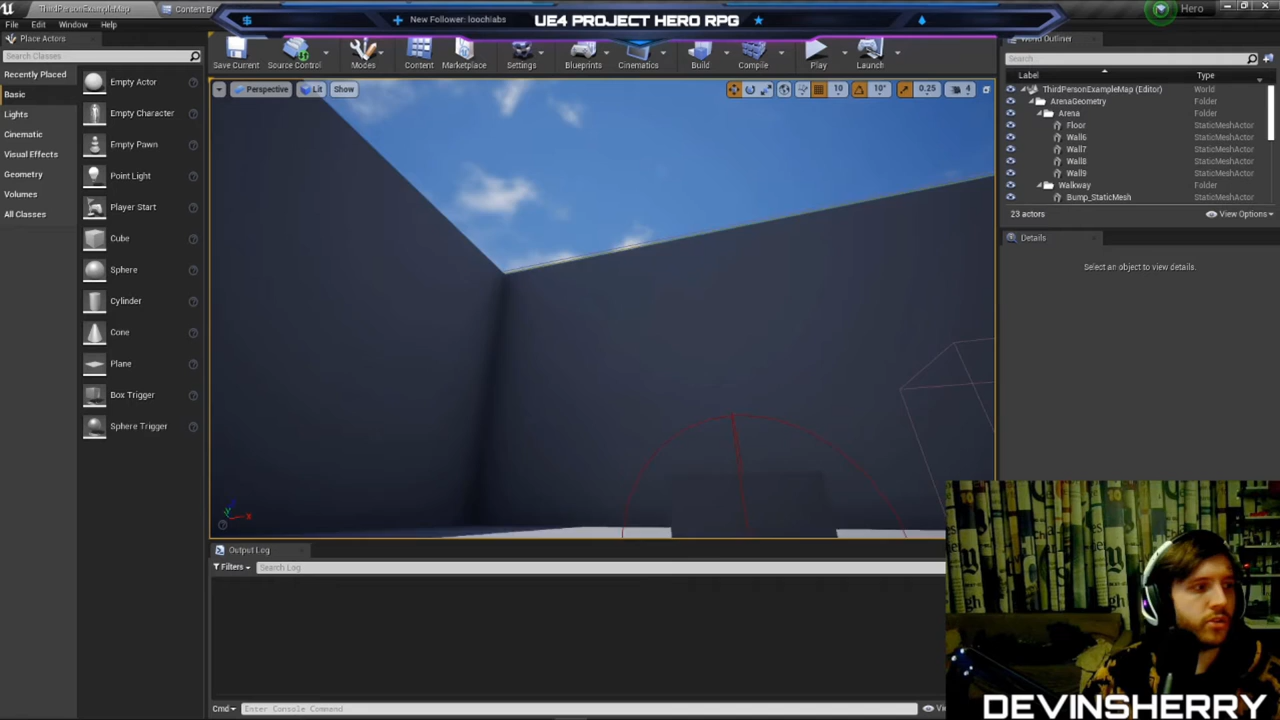 ThirdPersonExampleMap
Content Br
New Follower: loochlabs
UE4 PROJECT HERO RPG
Hero
File
Edit
Window
Help
Place Actors
Search Classes
Recently Placed
Basic
Lights
Cinematic
Visual Effects
Geometry
Volumes
All Classes
Empty Actor
Empty Character
Empty Pawn
Point Light
Player Start
Cube
Sphere
Cylinder
Cone
Plane
Box Trigger
Sphere Trigger
Save Current
Source Control
Modes
Content
Marketplace
Settings
Blueprints
Cinematics
Build
Compile
Play
Launch
Perspective
Lit
Show
10
10°
0.25
4
World Outliner
Search...
Label
Type
ThirdPersonExampleMap (Editor)
World
ArenaGeometry
Folder
Arena
Folder
Floor
StaticMeshActor
Wall6
StaticMeshActor
Wall7
StaticMeshActor
Wall8
StaticMeshActor
Wall9
StaticMeshActor
Walkway
Folder
Bump_StaticMesh
StaticMeshActor
23 actors
View Options
Details
Select an object to view details.
Output Log
Filters
Search Log
Cmd
Enter Console Command
DEVINSHERRY